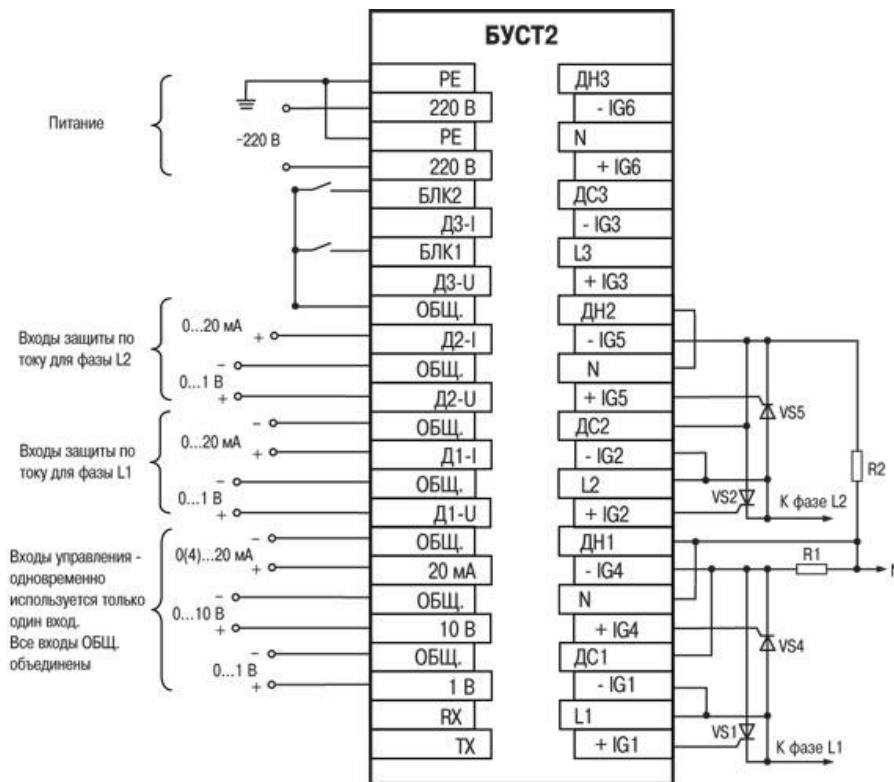 БУСТ2
Питание
~220 В
Входы защиты по
току для фазы L2
0...20 мА
+
−
0...1 В
+
Входы защиты по
току для фазы L1
−
0...20 мА
+
−
0...1 В
+
Входы управления -
одновременно
используется только
один вход.
Все входы ОБЩ.
объединены
−
0(4)...20 мА
+
−
0...10 В
+
−
0...1 В
+
PE
220 В
PE
220 В
БЛК2
Д3-I
БЛК1
Д3-U
ОБЩ.
Д2-I
ОБЩ.
Д2-U
ОБЩ.
Д1-I
ОБЩ.
Д1-U
ОБЩ.
20 мА
ОБЩ.
10 В
ОБЩ.
1 В
RX
TX
ДН3
- IG6
N
+ IG6
ДС3
- IG3
L3
+ IG3
ДН2
- IG5
N
+ IG5
ДС2
- IG2
L2
+ IG2
ДН1
- IG4
N
+ IG4
ДС1
- IG1
L1
+ IG1
VS5
R2
VS2
К фазе L2
R1
N
VS4
VS1
К фазе L1